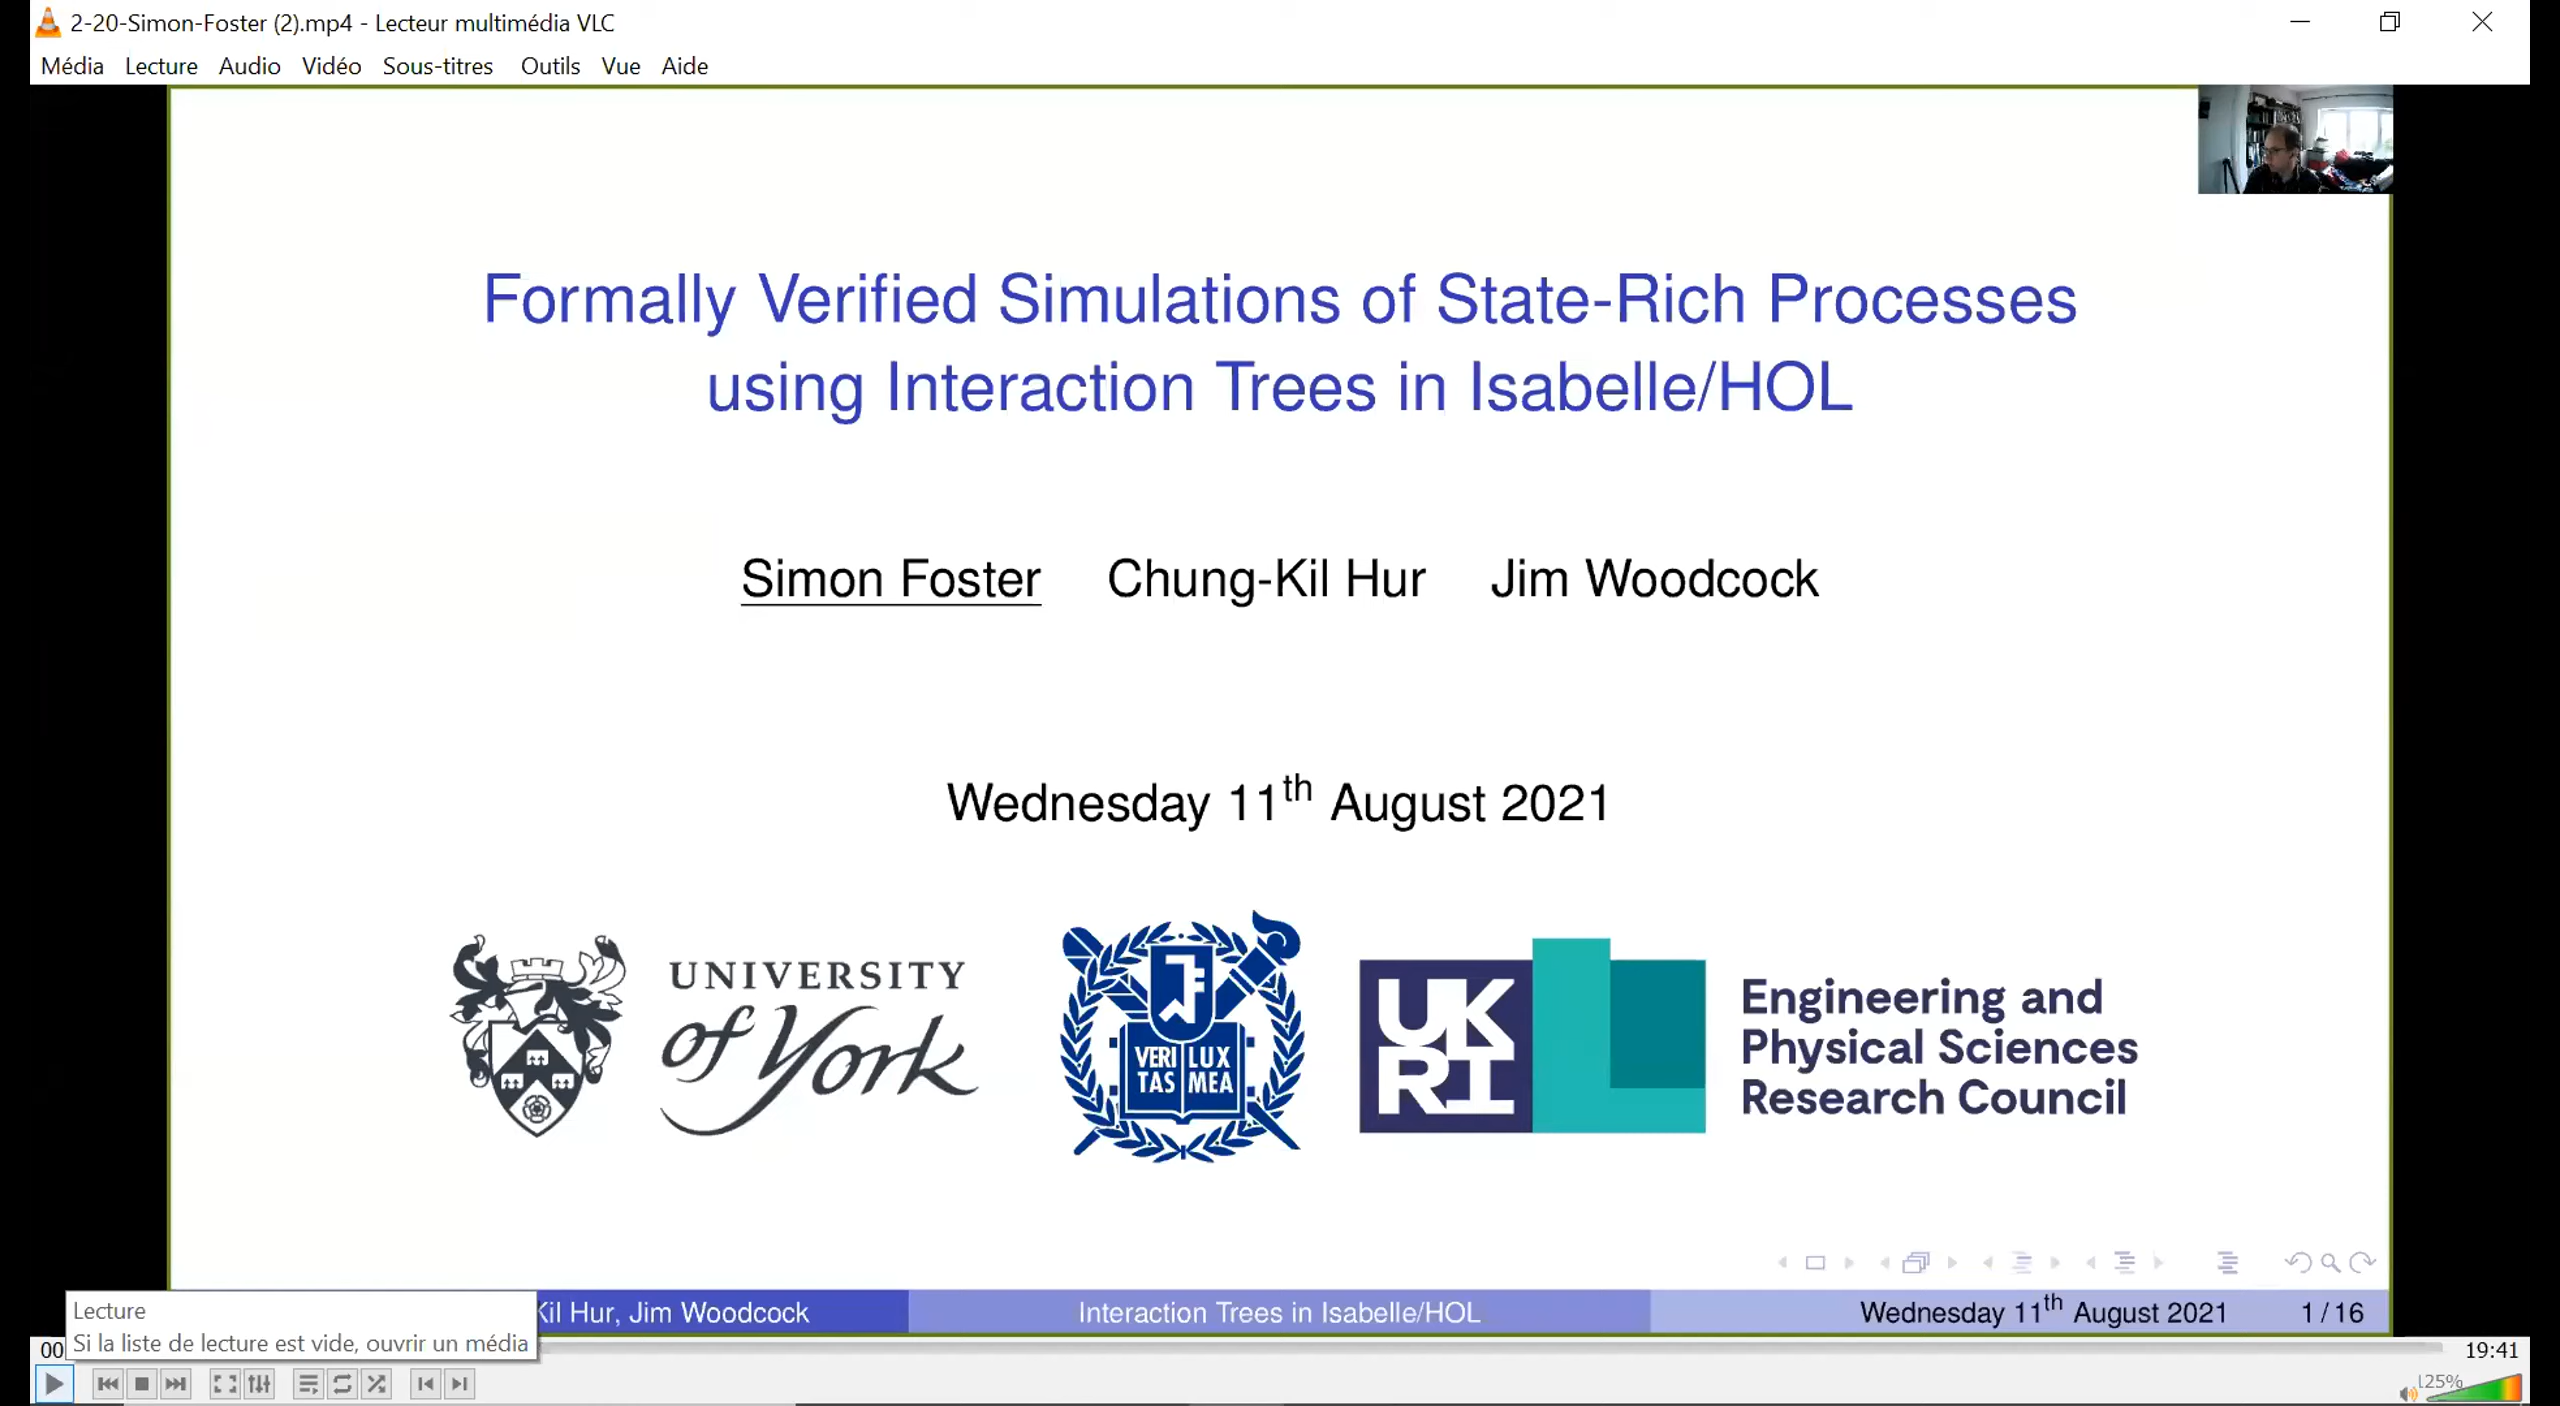 2-20-Simon-Foster (2).mp4 - Lecteur multimédia VLC
Média Lecture Audio Vidéo Sous-titres Outils Vue Aide
Formally Verified Simulations of State-Rich Processes
using Interaction Trees in Isabelle/HOL
Simon Foster Chung-Kil Hur Jim Woodcock
Wednesday 11th August 2021
UNIVERSITY
of York
VERI LUX
TAS MEA
UK
RI
Engineering and
Physical Sciences
Research Council
Kil Hur, Jim Woodcock Interaction Trees in Isabelle/HOL Wednesday 11th August 2021 1 / 16
Lecture
Si la liste de lecture est vide, ouvrir un média
00 19:41
125%